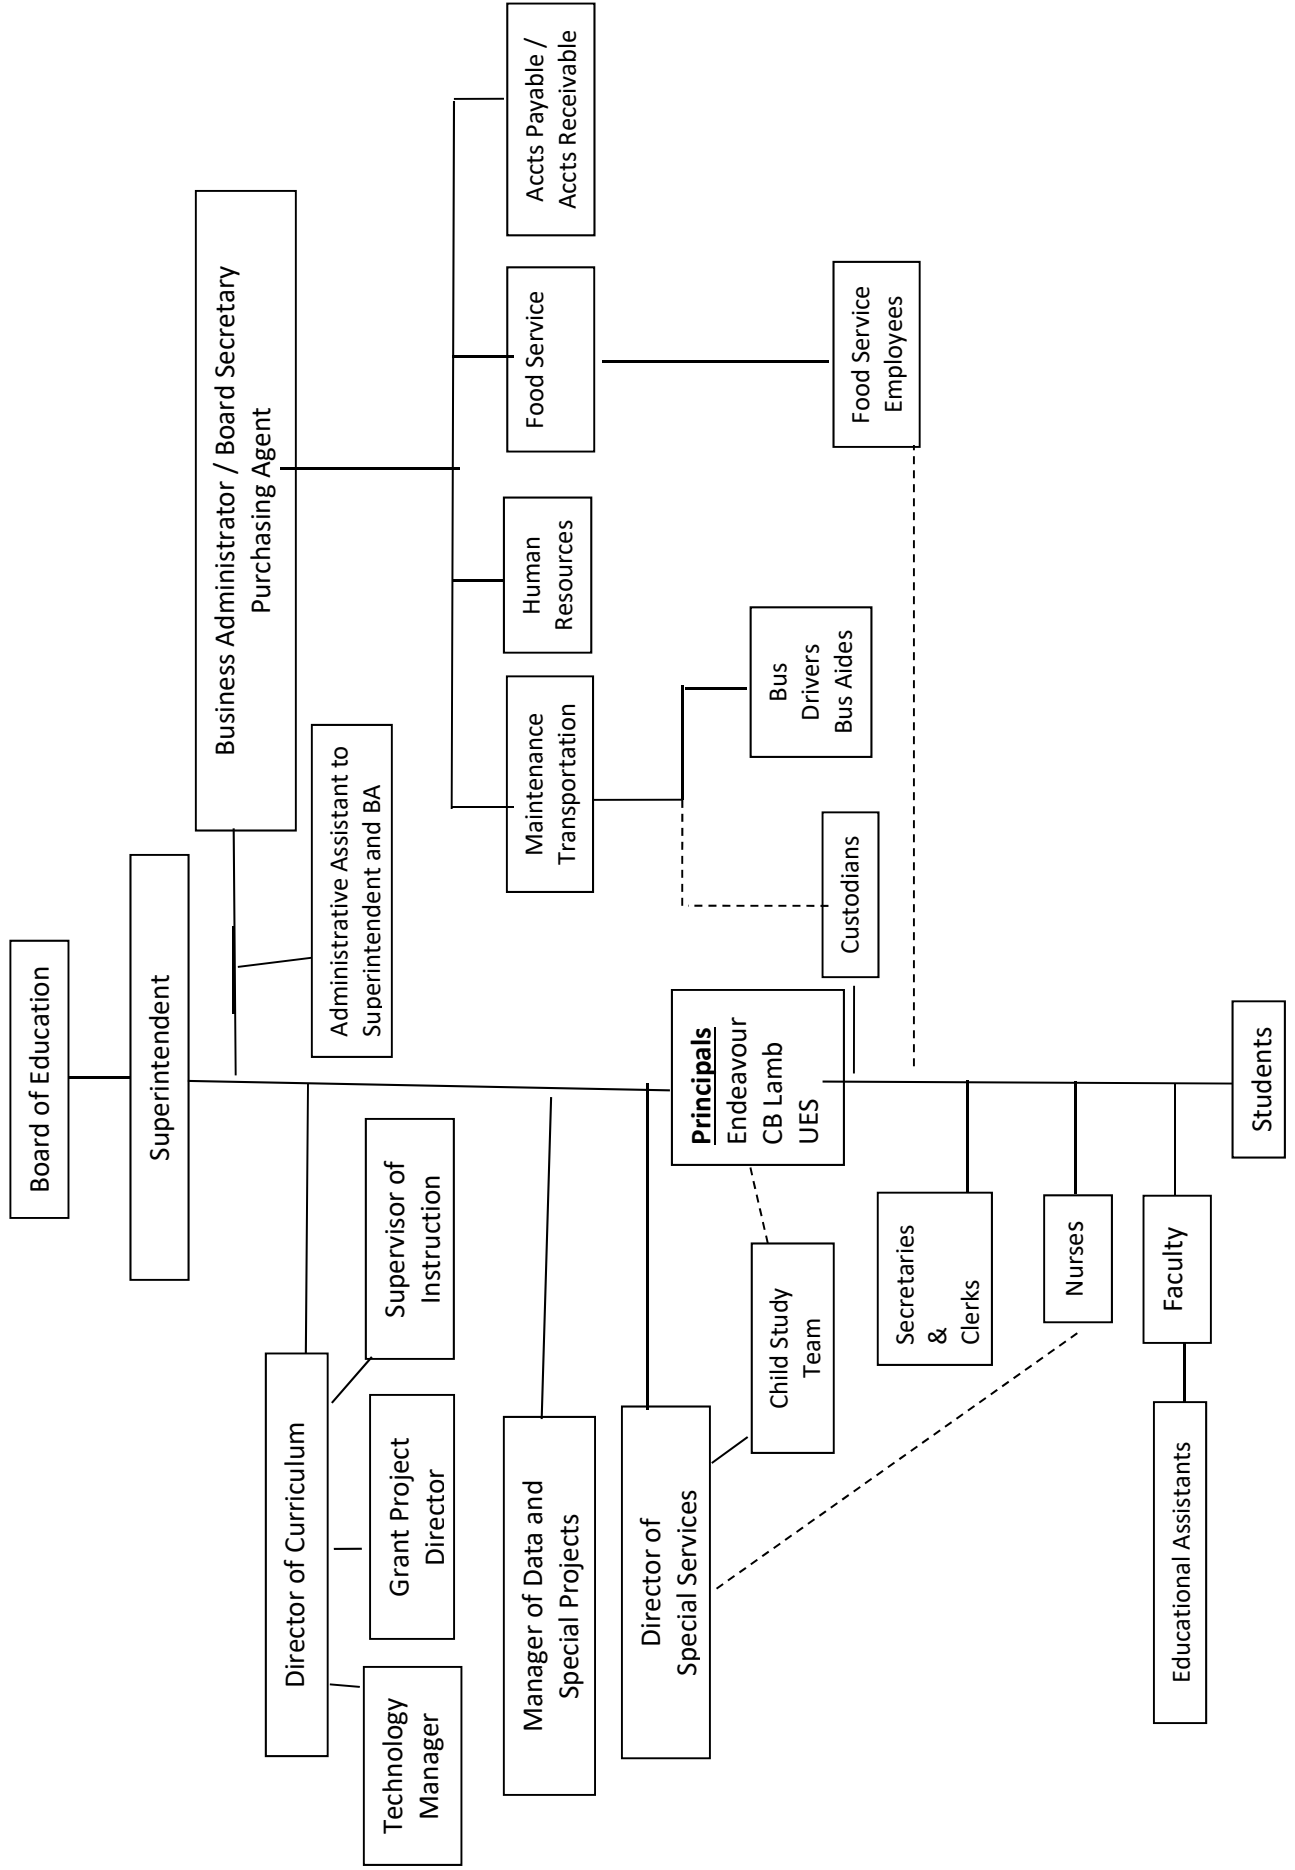 Board of Education
Superintendent
Business Administrator / Board Secretary
Purchasing Agent
Administrative Assistant to
Superintendent and BA
Director of Curriculum
Technology
Manager
Grant Project
Director
Supervisor of
Instruction
Maintenance
Transportation
Human
Resources
Food Service
Accts Payable /
Accts Receivable
Manager of Data and
Special Projects
Director of
Special Services
Principals
Endeavour
CB Lamb
UES
Child Study
Team
Bus
Drivers
Bus Aides
Custodians
Food Service
Employees
Secretaries
&
Clerks
Nurses
Faculty
Educational Assistants
Students